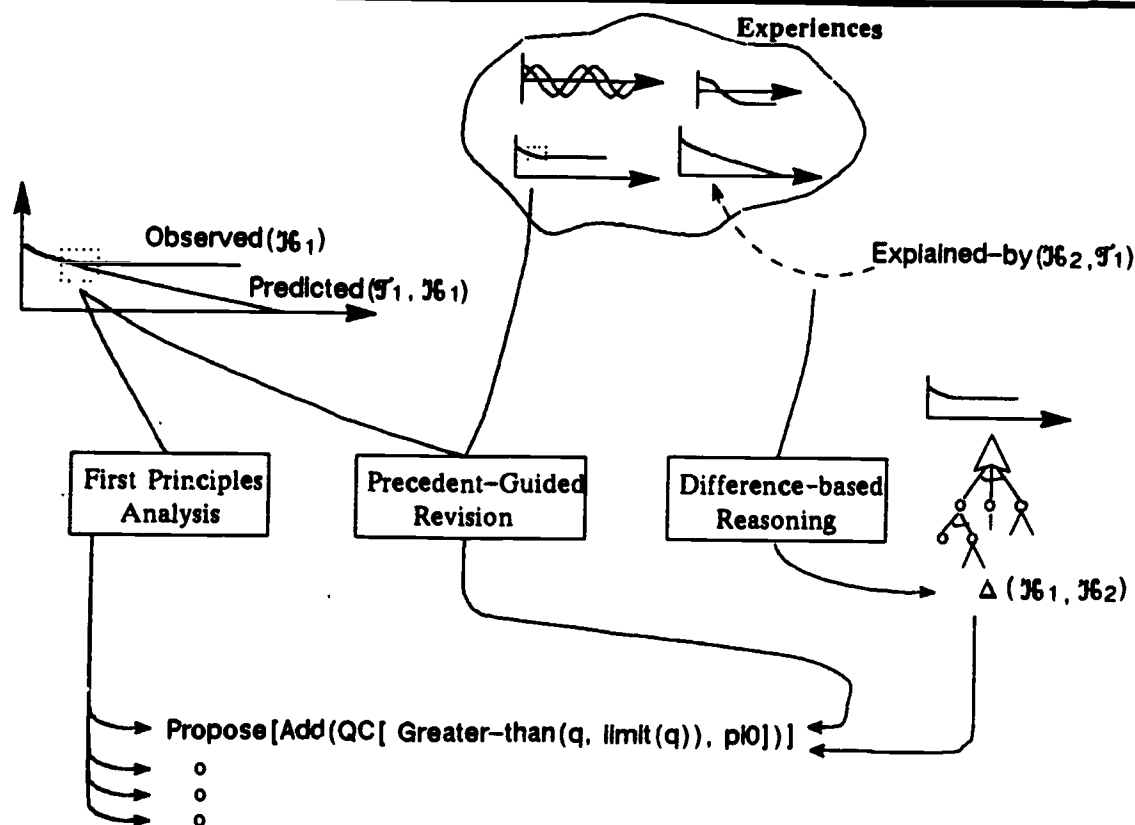 Experiences
Observed(ℋ1)
Predicted(𝒯1, ℋ1)
Explained-by(ℋ2, 𝒯1)
First Principles
Analysis
Precedent-Guided
Revision
Difference-based
Reasoning
Δ (ℋ1, ℋ2)
Propose[Add(QC[ Greater-than(q, limit(q)), pi0])]
o
o
o